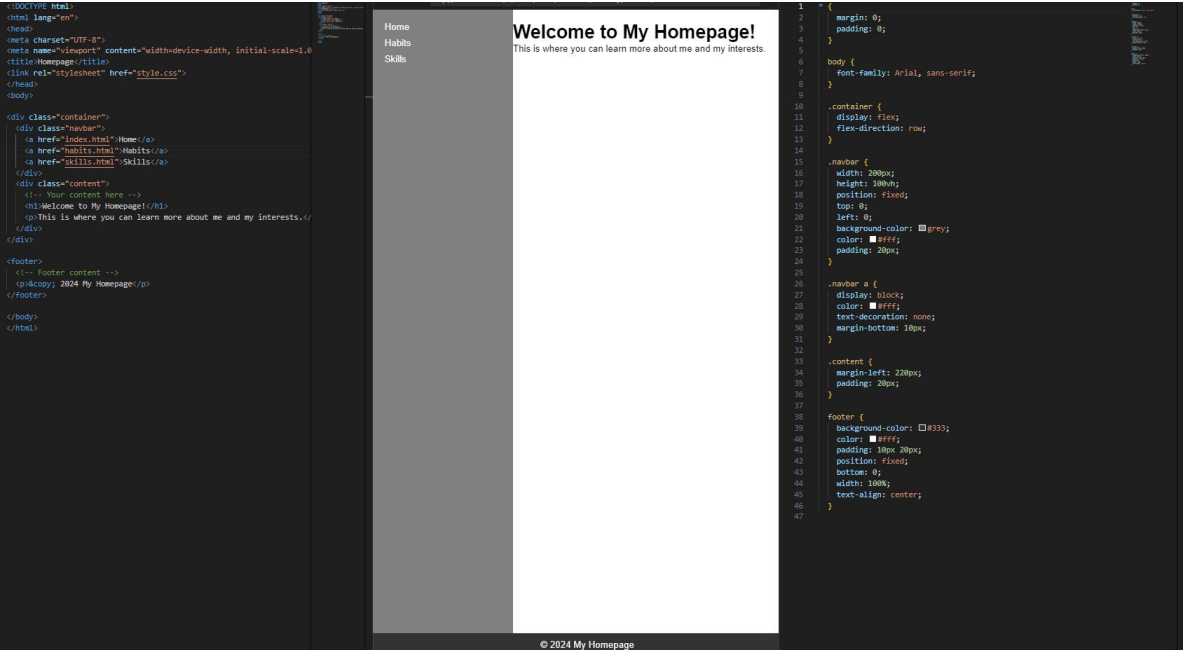 <!DOCTYPE html>
<html lang="en">
<head>
<meta charset="UTF-8">
<meta name="viewport" content="width=device-width, initial-scale=1.0
<title>Homepage</title>
<link rel="stylesheet" href="style.css">
</head>
<body>
<div class="container">
<div class="navbar">
<a href="index.html">Home</a>
<a href="habits.html">Habits</a>
<a href="skills.html">Skills</a>
</div>
<div class="content">
<!-- Your content here -->
<h1>Welcome to My Homepage!</h1>
<p>This is where you can learn more about me and my interests.</
</div>
</div>
<footer>
<!-- Footer content -->
<p>&copy; 2024 My Homepage</p>
</footer>
</body>
</html>
Home
Habits
Skills
Welcome to My Homepage!
This is where you can learn more about me and my interests.
© 2024 My Homepage
1 * {
2 margin: 0;
3 padding: 0;
4 }
5
6 body {
7 font-family: Arial, sans-serif;
8 }
9
10 .container {
11 display: flex;
12 flex-direction: row;
13 }
14
15 .navbar {
16 width: 200px;
17 height: 100vh;
18 position: fixed;
19 top: 0;
20 left: 0;
21 background-color: grey;
22 color: #fff;
23 padding: 20px;
24 }
25
26 .navbar a {
27 display: block;
28 color: #fff;
29 text-decoration: none;
30 margin-bottom: 10px;
31 }
32
33 .content {
34 margin-left: 220px;
35 padding: 20px;
36 }
37
38 footer {
39 background-color: #333;
40 color: #fff;
41 padding: 10px 20px;
42 position: fixed;
43 bottom: 0;
44 width: 100%;
45 text-align: center;
46 }
47